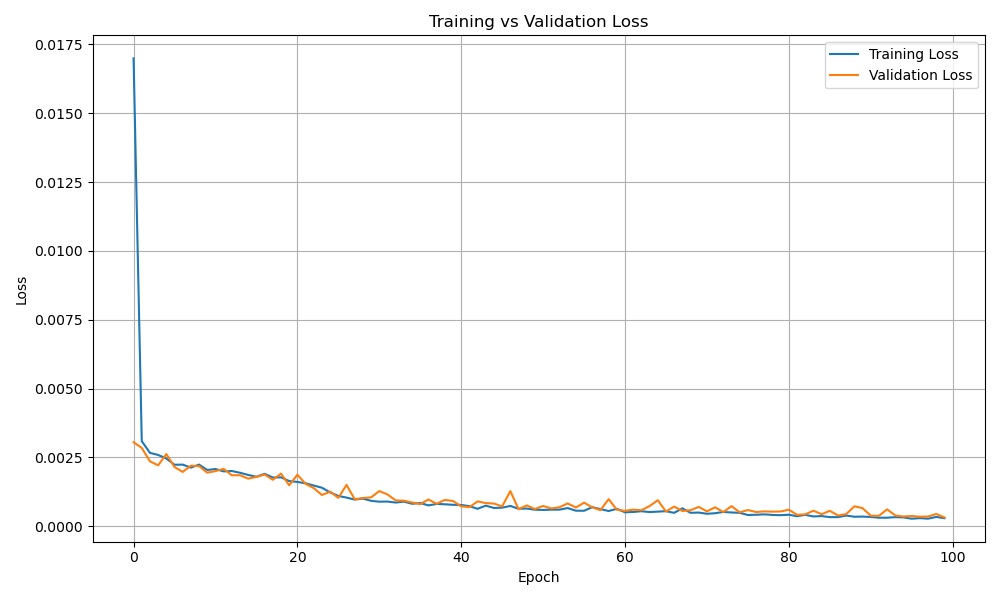 Training vs Validation Loss
0.0175
0.0150
0.0125
0.0100
0.0075
0.0050
0.0025
0.0000
Loss
Training Loss
Validation Loss
0 20 40 60 80 100
Epoch